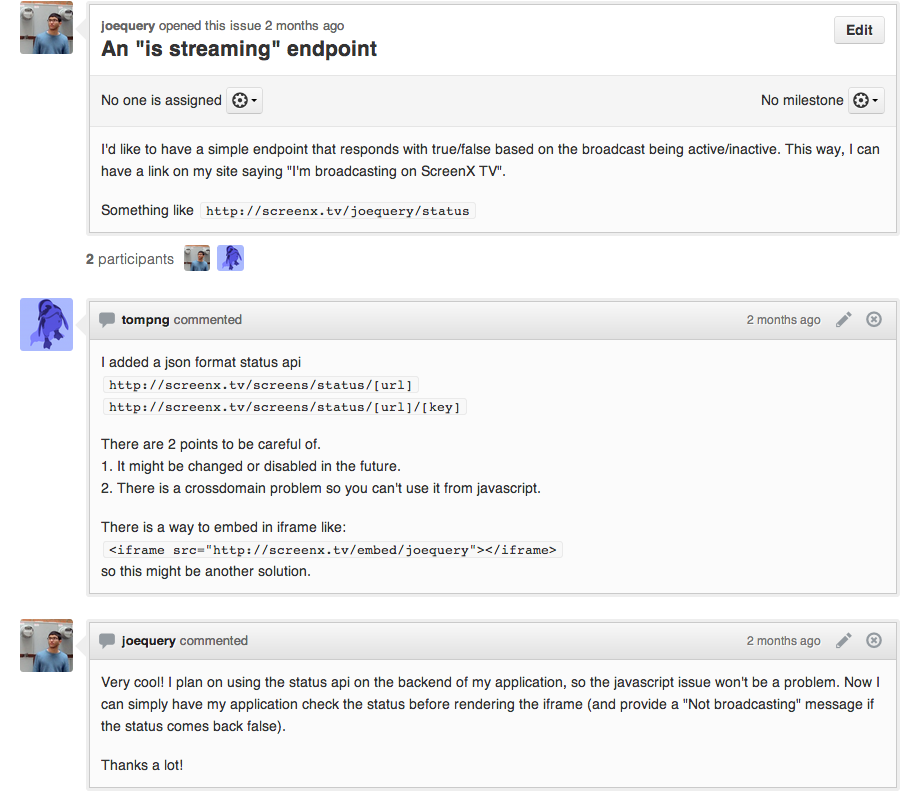 joequery opened this issue 2 months ago
Edit
An "is streaming" endpoint
No one is assigned
No milestone
I'd like to have a simple endpoint that responds with true/false based on the broadcast being active/inactive. This way, I can
have a link on my site saying "I'm broadcasting on ScreenX TV".
Something like http://screenx.tv/joequery/status
2 participants
tompng commented
2 months ago
I added a json format status api
http://screenx.tv/screens/status/[url]
http://screenx.tv/screens/status/[url]/[key]
There are 2 points to be careful of.
1. It might be changed or disabled in the future.
2. There is a crossdomain problem so you can't use it from javascript.
There is a way to embed in iframe like:
<iframe src="http://screenx.tv/embed/joequery"></iframe>
so this might be another solution.
joequery commented
2 months ago
Very cool! I plan on using the status api on the backend of my application, so the javascript issue won't be a problem. Now I
can simply have my application check the status before rendering the iframe (and provide a "Not broadcasting" message if
the status comes back false).
Thanks a lot!